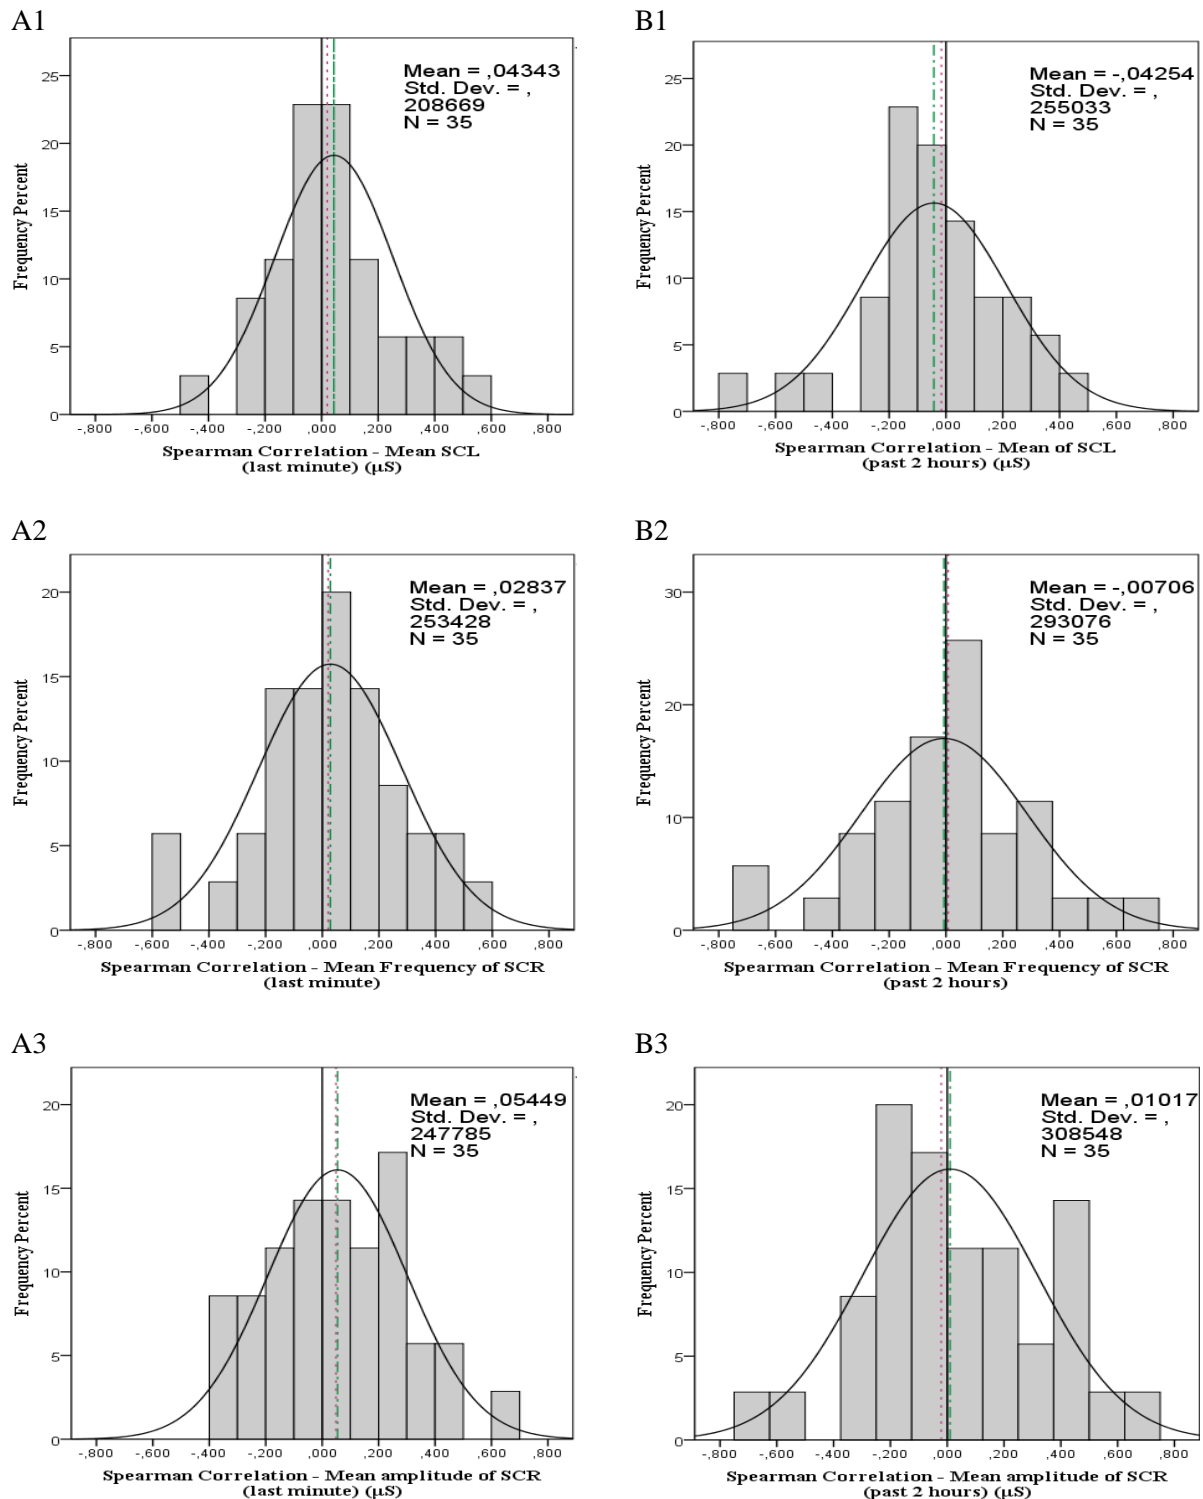 A1
Mean = ,04343
Std. Dev. = ,
208669
N = 35
25
20
15
10
5
0
Frequency Percent
-,800 -,600 -,400 -,200 ,000 ,200 ,400 ,600 ,800
Spearman Correlation - Mean SCL
(last minute) (µS)
B1
Mean = -,04254
Std. Dev. = ,
255033
N = 35
25
20
15
10
5
0
Frequency Percent
-,800 -,600 -,400 -,200 ,000 ,200 ,400 ,600 ,800
Spearman Correlation - Mean of SCL
(past 2 hours) (µS)
A2
Mean = ,02837
Std. Dev. = ,
253428
N = 35
20
15
10
5
0
Frequency Percent
-,800 -,600 -,400 -,200 ,000 ,200 ,400 ,600 ,800
Spearman Correlation - Mean Frequency of SCR
(last minute)
B2
Mean = -,00706
Std. Dev. = ,
293076
N = 35
30
20
10
0
Frequency Percent
-,800 -,600 -,400 -,200 ,000 ,200 ,400 ,600 ,800
Spearman Correlation - Mean Frequency of SCR
(past 2 hours)
A3
Mean = ,05449
Std. Dev. = ,
247785
N = 35
20
15
10
5
0
Frequency Percent
-,800 -,600 -,400 -,200 ,000 ,200 ,400 ,600 ,800
Spearman Correlation - Mean amplitude of SCR
(last minute) (µS)
B3
Mean = ,01017
Std. Dev. = ,
308548
N = 35
20
15
10
5
0
Frequency Percent
-,800 -,600 -,400 -,200 ,000 ,200 ,400 ,600 ,800
Spearman Correlation - Mean amplitude of SCR
(past 2 hours) (µS)